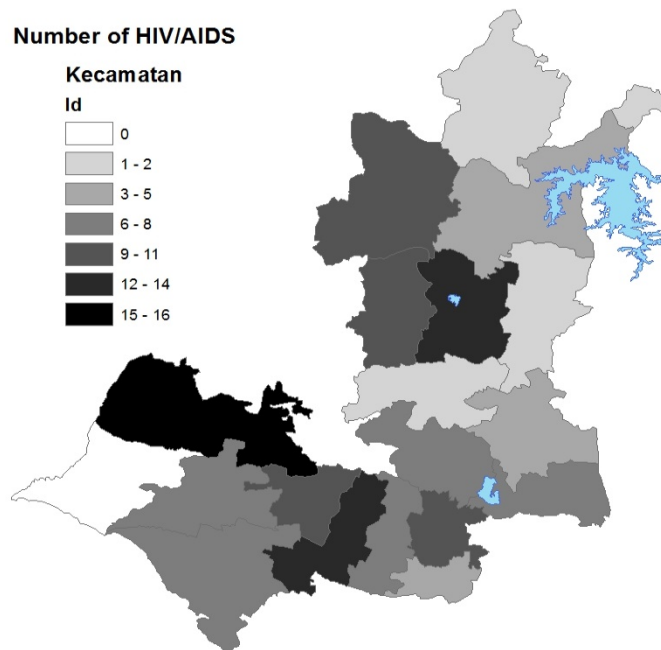 Number of HIV/AIDS
Kecamatan
Id
0
1 - 2
3 - 5
6 - 8
9 - 11
12 - 14
15 - 16